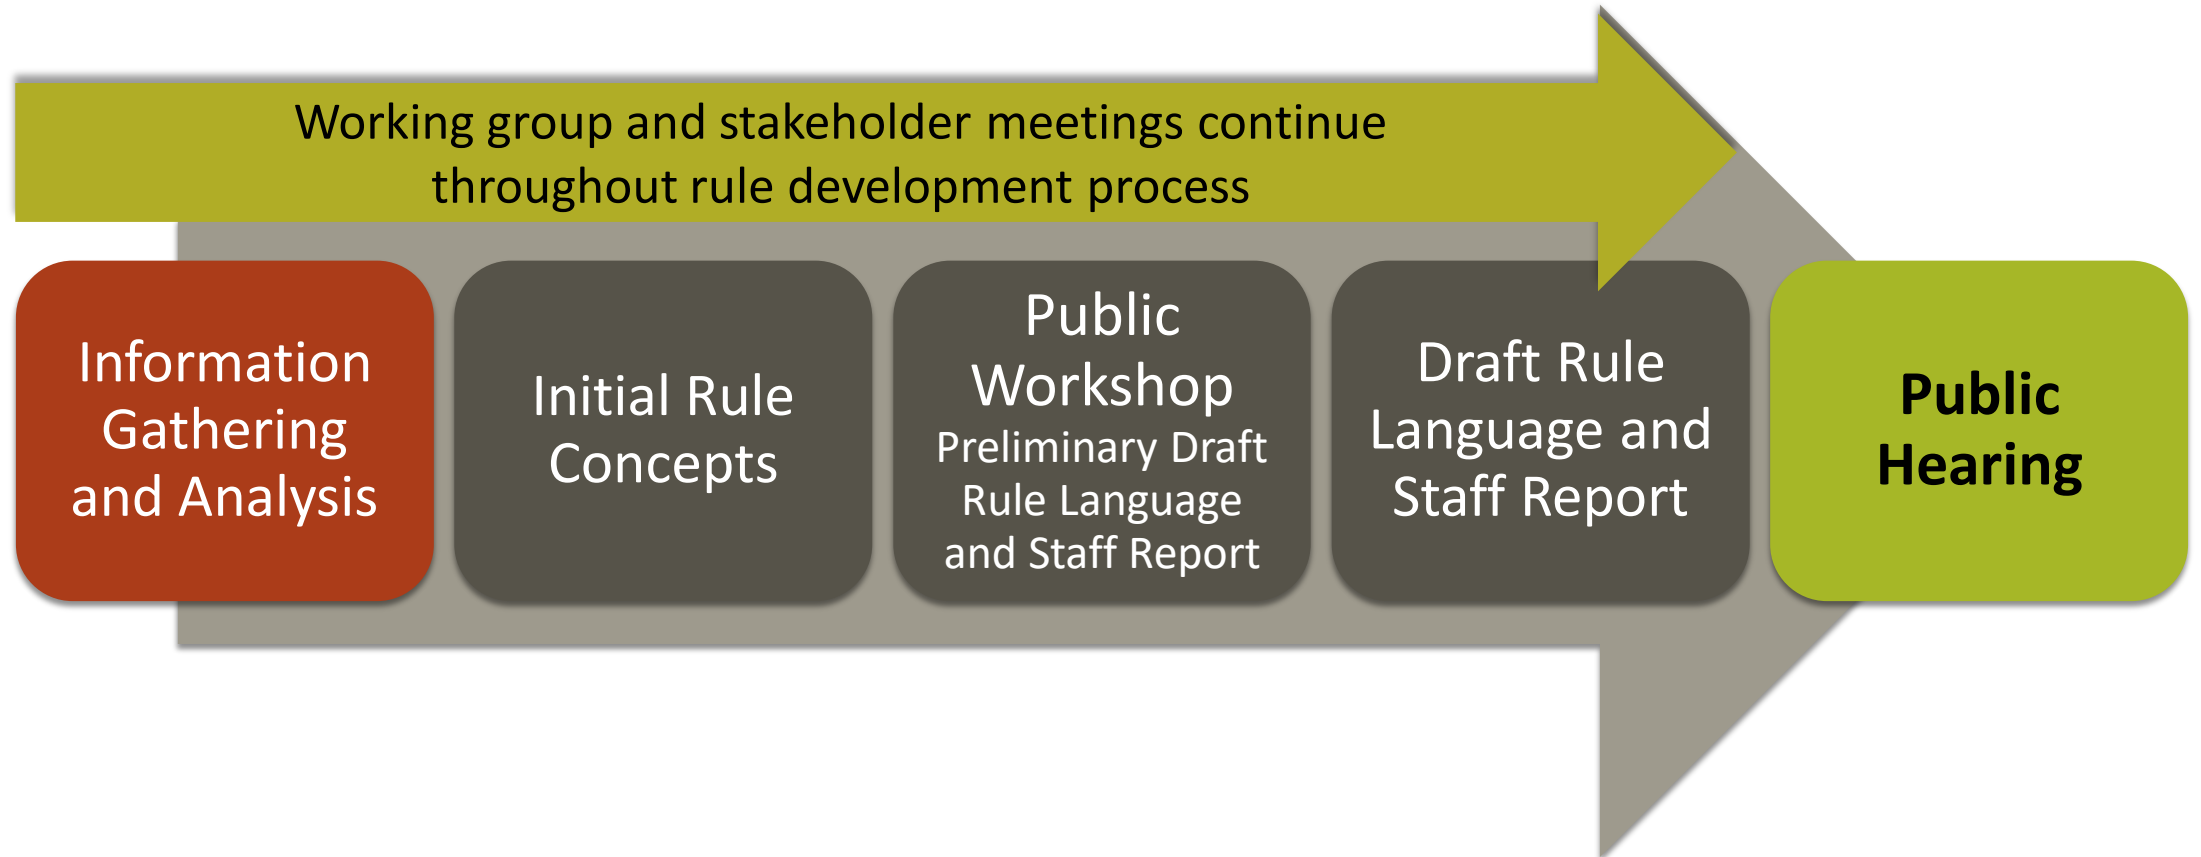 Working group and stakeholder meetings continue
throughout rule development process
Information
Gathering
and Analysis
Initial Rule
Concepts
Public
Workshop
Preliminary Draft
Rule Language
and Staff Report
Draft Rule
Language and
Staff Report
Public
Hearing